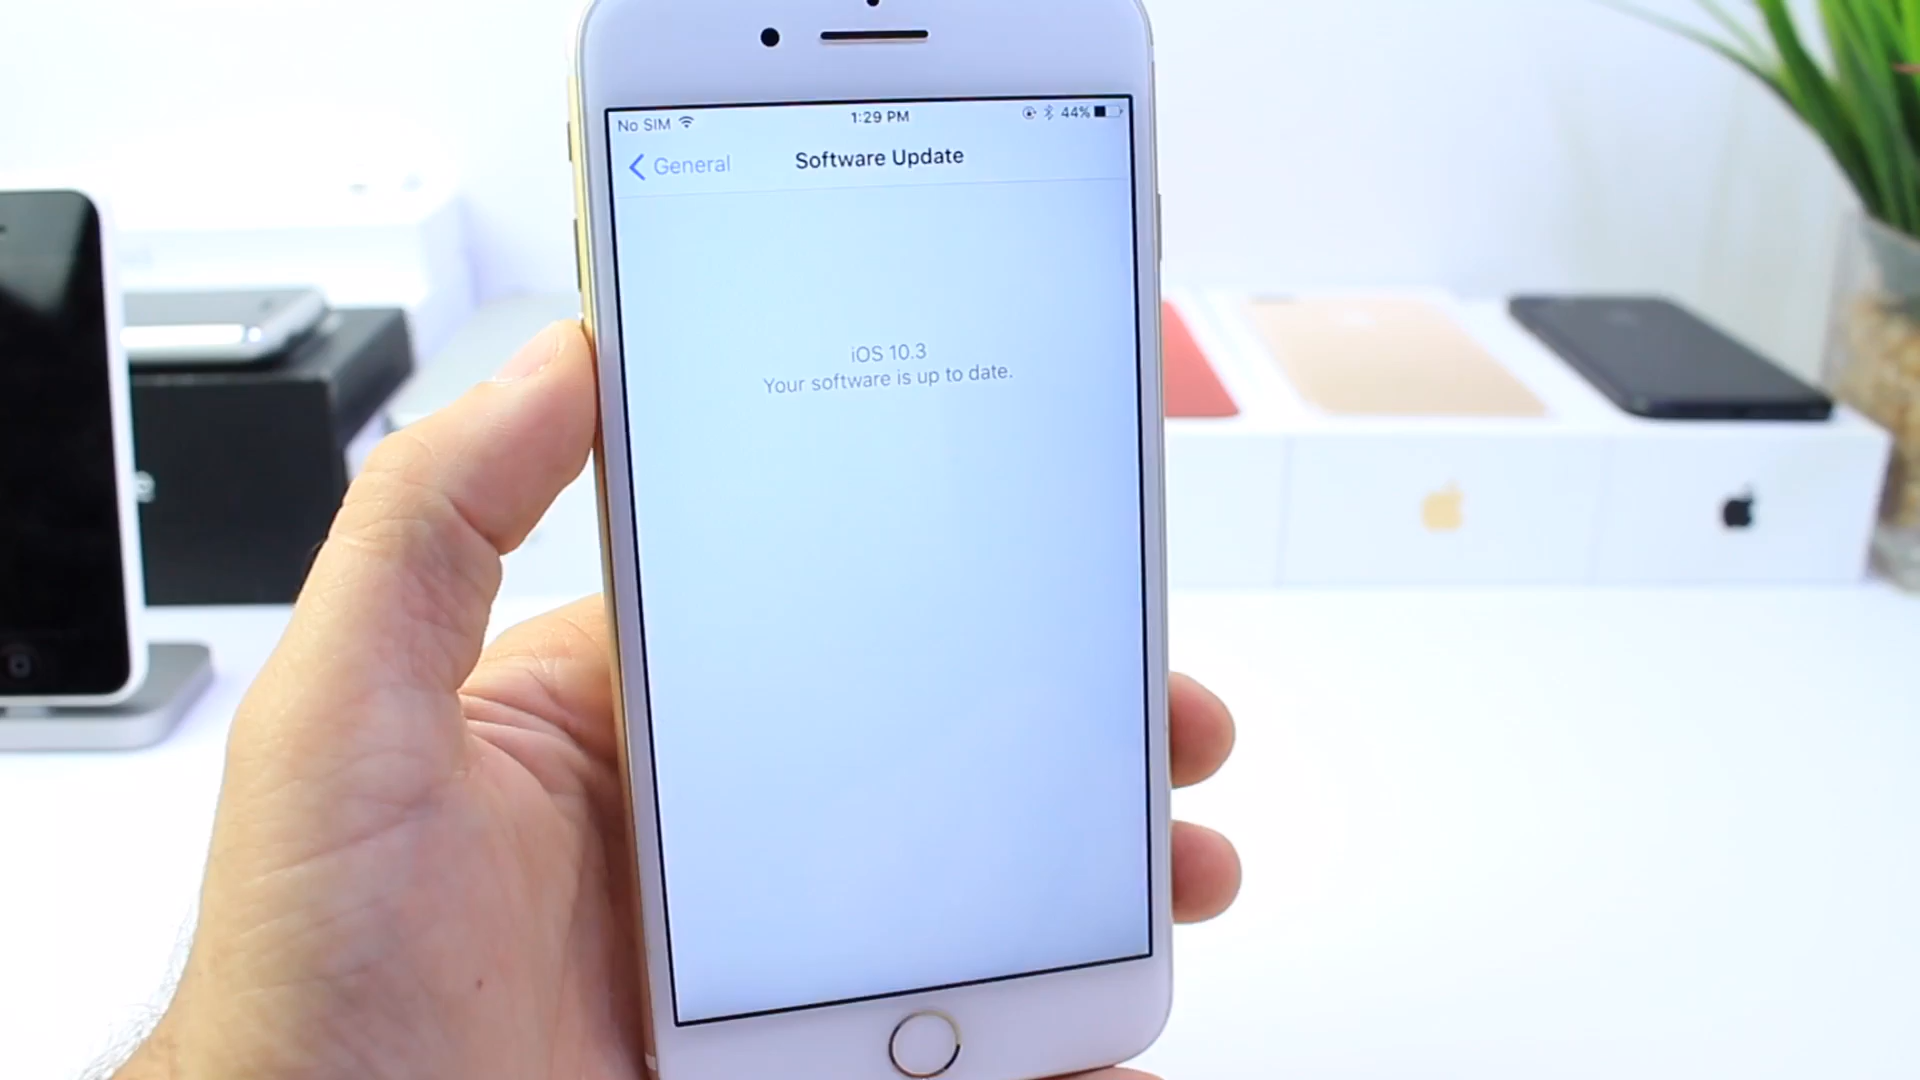 No SIM 1:29 PM 44%
General Software Update
iOS 10.3
Your software is up to date.